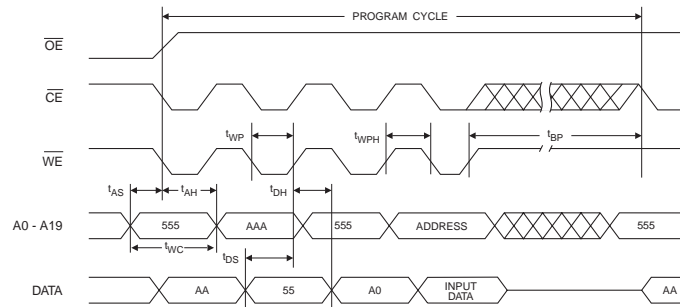 PROGRAM CYCLE
OE
CE
tWP tWPH tBP
WE
tAS tAH tDH
A0 - A19 555 AAA 555 ADDRESS 555
tWC
tDS
DATA AA 55 A0 INPUT DATA AA